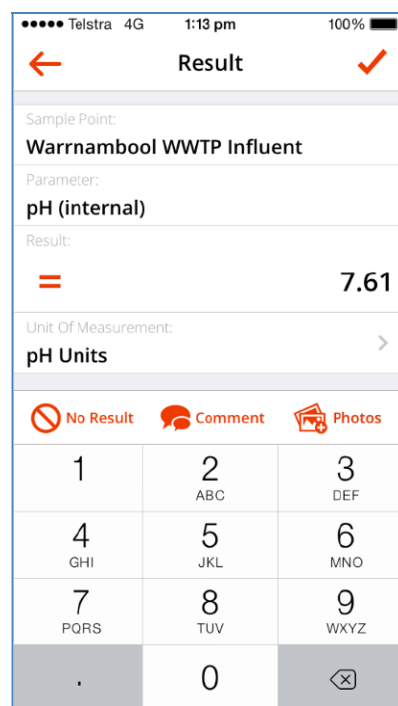 Telstra 4G 1:13 pm 100%
Result
Sample Point:
Warrnambool WWTP Influent
Parameter:
pH (internal)
Result:
= 7.61
Unit Of Measurement:
pH Units
No Result Comment Photos
1 2 3
ABC DEF
4 5 6
GHI JKL MNO
7 8 9
PQRS TUV WXYZ
. 0